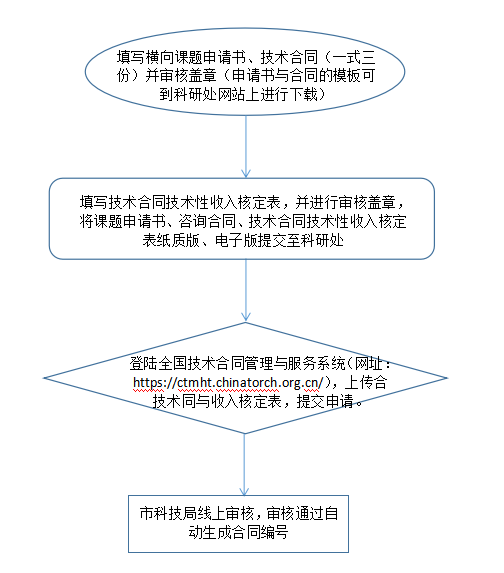 填写横向课题申请书、技术合同（一式三
份）并审核盖章（申请书与合同的模板可
到科研处网站上进行下载）
填写技术合同技术性收入核定表，并进行审核盖章，
将课题申请书、咨询合同、技术合同技术性收入核定
表纸质版、电子版提交至科研处
登陆全国技术合同管理与服务系统（网址：
https://ctmht.chinatorch.org.cn/），上传合
技术同与收入核定表，提交申请。
市科技局线上审核，审核通过自
动生成合同编号